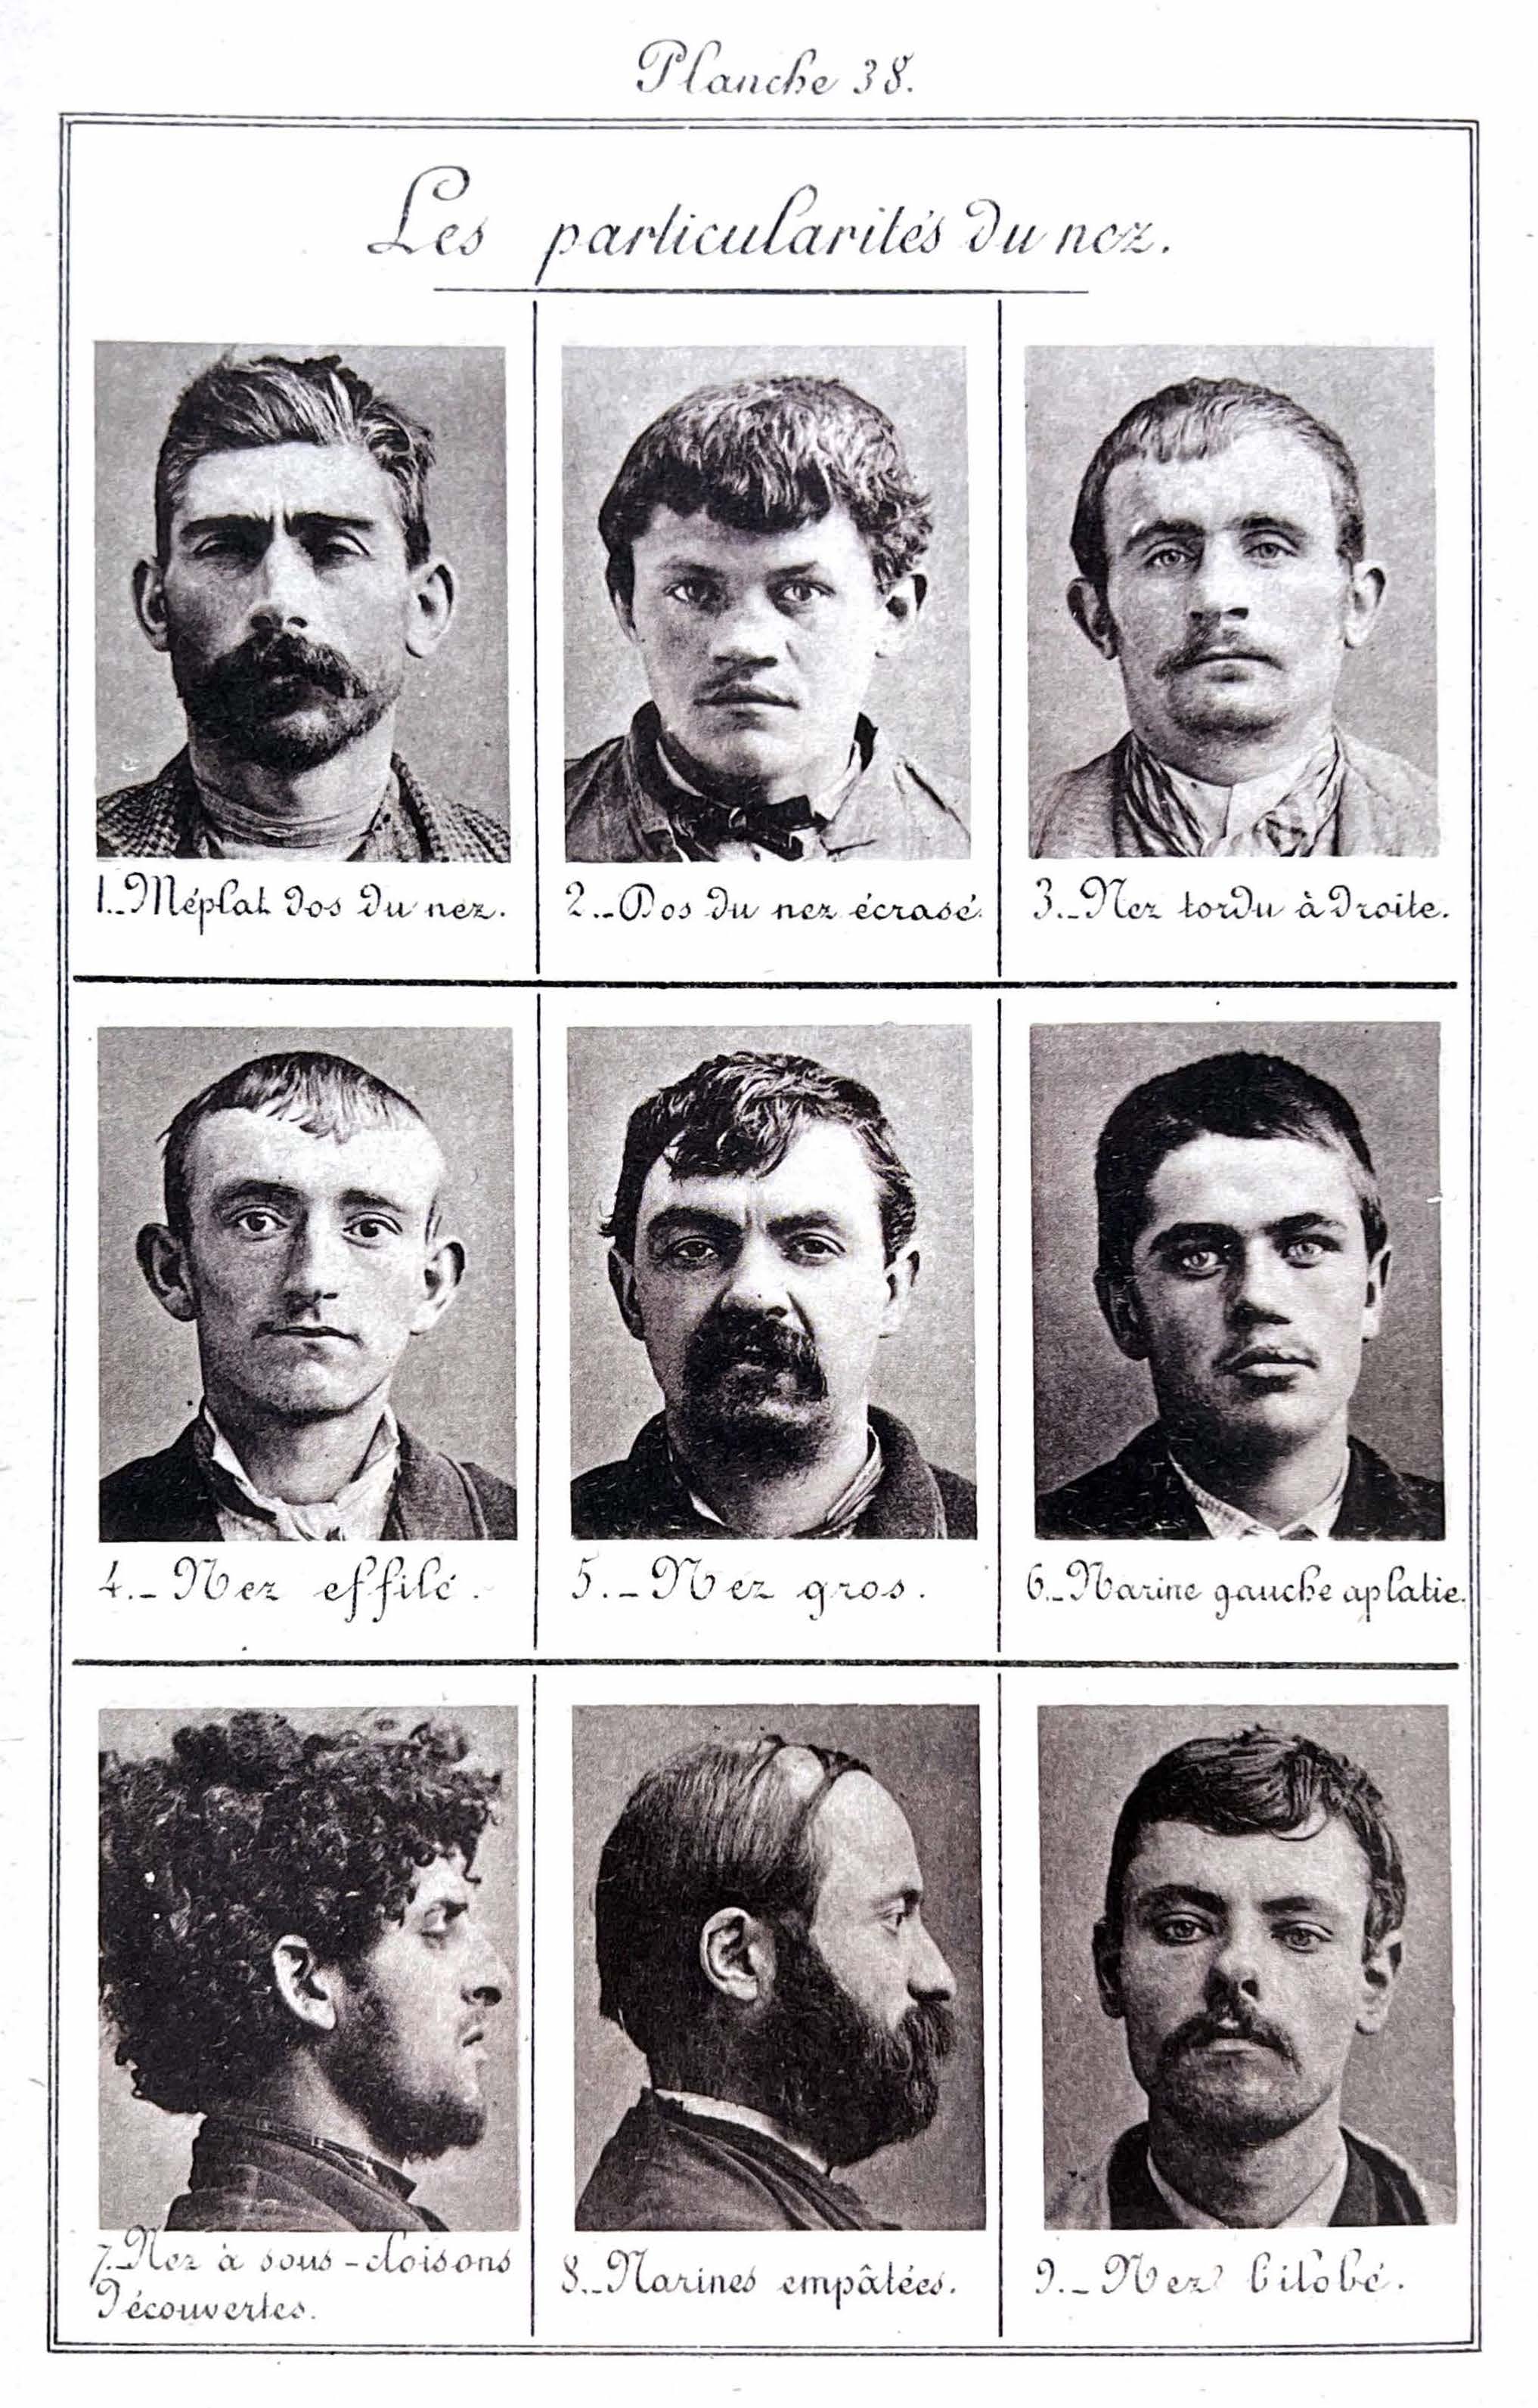 Planche 38.
Les particularités du nez.
1._Méplat dos du nez.
2._Dos du nez écrasé.
3._Nez tordu à droite.
4._Nez effilé.
5._Nez gros.
6._Narine gauche aplatie.
7._Nez à sous-cloisons
découvertes.
8._Narines empâtées.
9._Nez bilobé.